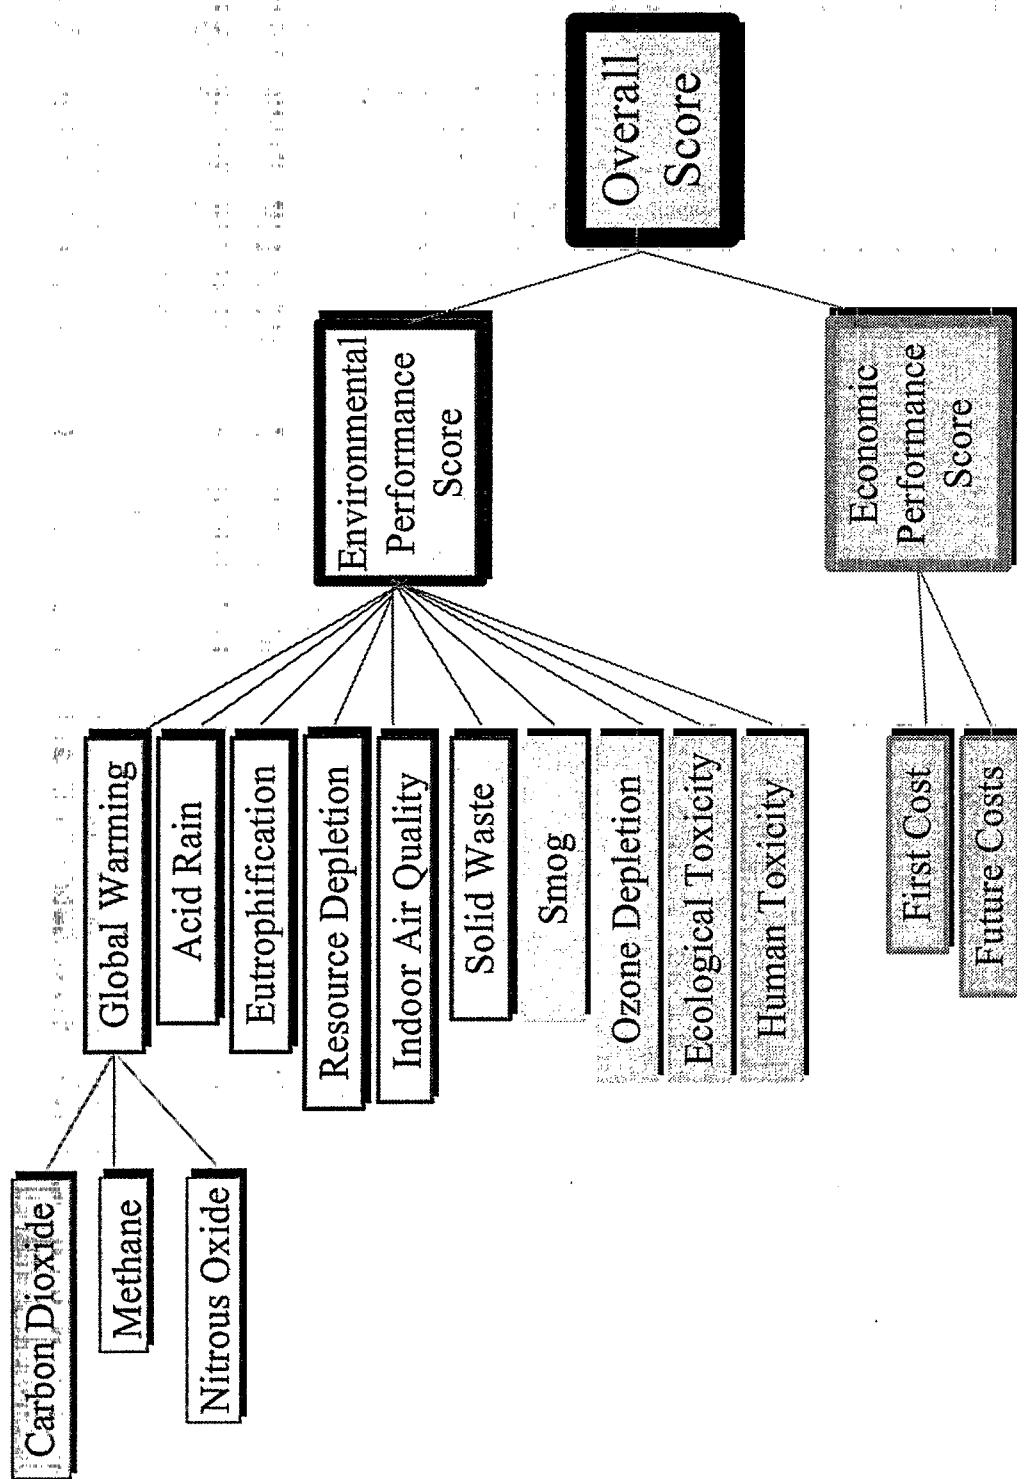 Carbon Dioxide
Methane
Nitrous Oxide
Global Warming
Acid Rain
Eutrophification
Resource Depletion
Indoor Air Quality
Solid Waste
Smog
Ozone Depletion
Ecological Toxicity
Human Toxicity
First Cost
Future Costs
Environmental
Performance
Score
Economic
Performance
Score
Overall
Score